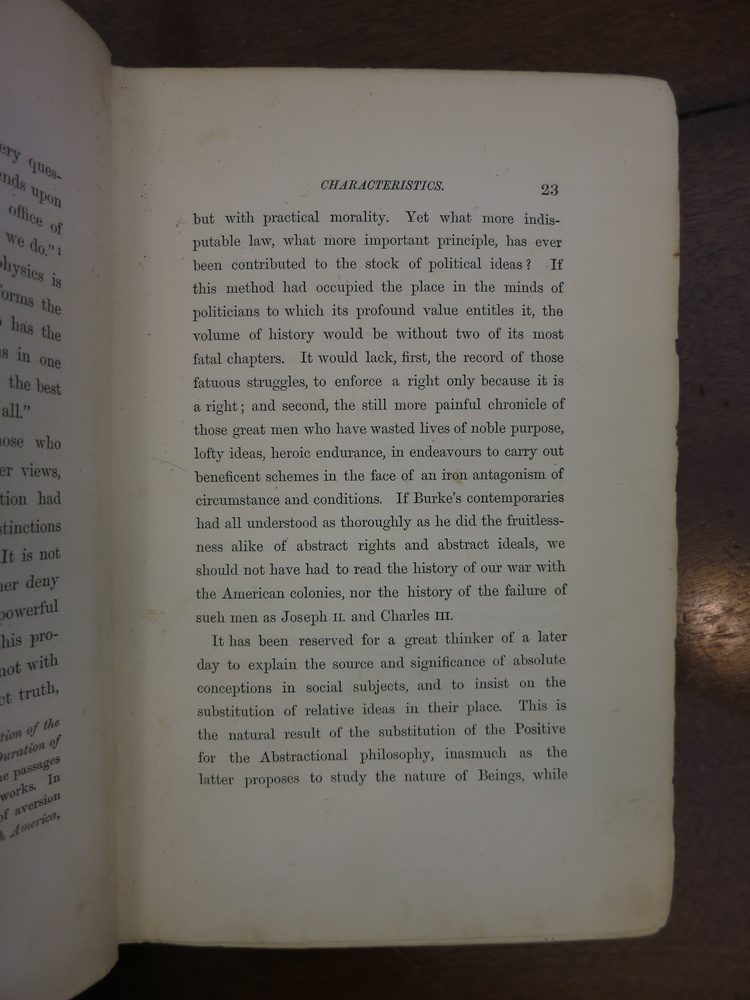 ery ques-
ends upon
office of
we do." 1
physics is
forms the
has the
as in one
the best
all."
hose who
er views,
tion had
stinctions
It is not
her deny
powerful
his pro-
not with
ct truth,
tion of the
Duration of
e passages
works. In
of aversion
h America,
CHARACTERISTICS. 23
but with practical morality. Yet what more indis-
putable law, what more important principle, has ever
been contributed to the stock of political ideas? If
this method had occupied the place in the minds of
politicians to which its profound value entitles it, the
volume of history would be without two of its most
fatal chapters. It would lack, first, the record of those
fatuous struggles, to enforce a right only because it is
a right; and second, the still more painful chronicle of
those great men who have wasted lives of noble purpose,
lofty ideas, heroic endurance, in endeavours to carry out
beneficent schemes in the face of an iron antagonism of
circumstance and conditions. If Burke's contemporaries
had all understood as thoroughly as he did the fruitless-
ness alike of abstract rights and abstract ideals, we
should not have had to read the history of our war with
the American colonies, nor the history of the failure of
such men as Joseph II. and Charles III.
It has been reserved for a great thinker of a later
day to explain the source and significance of absolute
conceptions in social subjects, and to insist on the
substitution of relative ideas in their place. This is
the natural result of the substitution of the Positive
for the Abstractional philosophy, inasmuch as the
latter proposes to study the nature of Beings, while